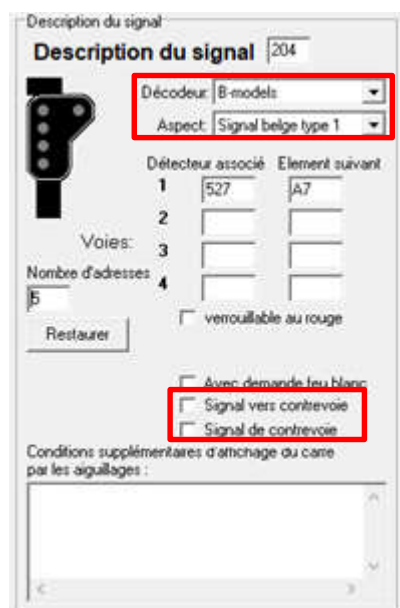 Description du signal
Description du signal 204
Décodeur: B-models
Aspect: Signal belge type 1
Détecteur associé Element suivant
1 527 A7
2
Voies: 3
Nombre d'adresses 4
5
verrouillable au rouge
Restaurer
Avec demande feu blanc
Signal vers contrevoie
Signal de contrevoie
Conditions supplémentaires d'affichage du carre
par les aiguillages :